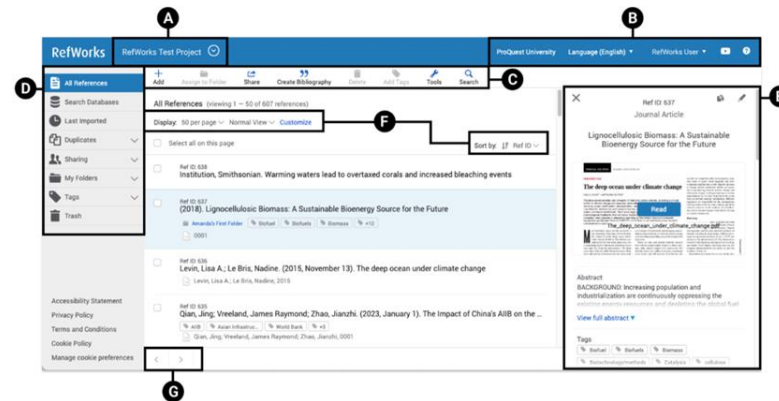 A
B
RefWorks
RefWorks Test Project
ProQuest University
Language (English)
RefWorks User
D
All References
Search Databases
Last Imported
Duplicates
Sharing
My Folders
Tags
Trash
Add
Assign to Folder
Share
Create Bibliography
Delete
Add Tags
Tools
Search
C
All References (viewing 1 – 50 of 607 references)
Display: 50 per page Normal View Customize
F
Select all on this page
Sort by: Ref ID
Ref ID: 638
Institution, Smithsonian. Warming waters lead to overtaxed corals and increased bleaching events
Ref ID: 637
(2018). Lignocellulosic Biomass: A Sustainable Bioenergy Source for the Future
Amanda's First Folder Biofuel Biofuels Biomass +10
0001
Ref ID: 636
Levin, Lisa A.; Le Bris, Nadine. (2015, November 13). The deep ocean under climate change
Levin, Lisa A.; Le Bris, Nadine, 2015
Ref ID: 635
Qian, Jing; Vreeland, James Raymond; Zhao, Jianzhi. (2023, January 1). The Impact of China's AIIB on the ...
AIIB Asian Infrastruc... World Bank +5
Qian, Jing; Vreeland, James Raymond; Zhao, Jianzhi, 0001
G
Accessibility Statement
Privacy Policy
Terms and Conditions
Cookie Policy
Manage cookie preferences
E
Ref ID: 637
Journal Article
Lignocellulosic Biomass: A Sustainable
Bioenergy Source for the Future
The deep ocean under climate change
Read
The_deep_ocean_under_climate_change.pdf
Abstract
BACKGROUND: Increasing population and
industrialization are continuously oppressing the
existing energy resources and depleting the global fuel
View full abstract
Tags
Biofuel Biofuels Biomass
Biotechnology/methods Catalysis cellulose